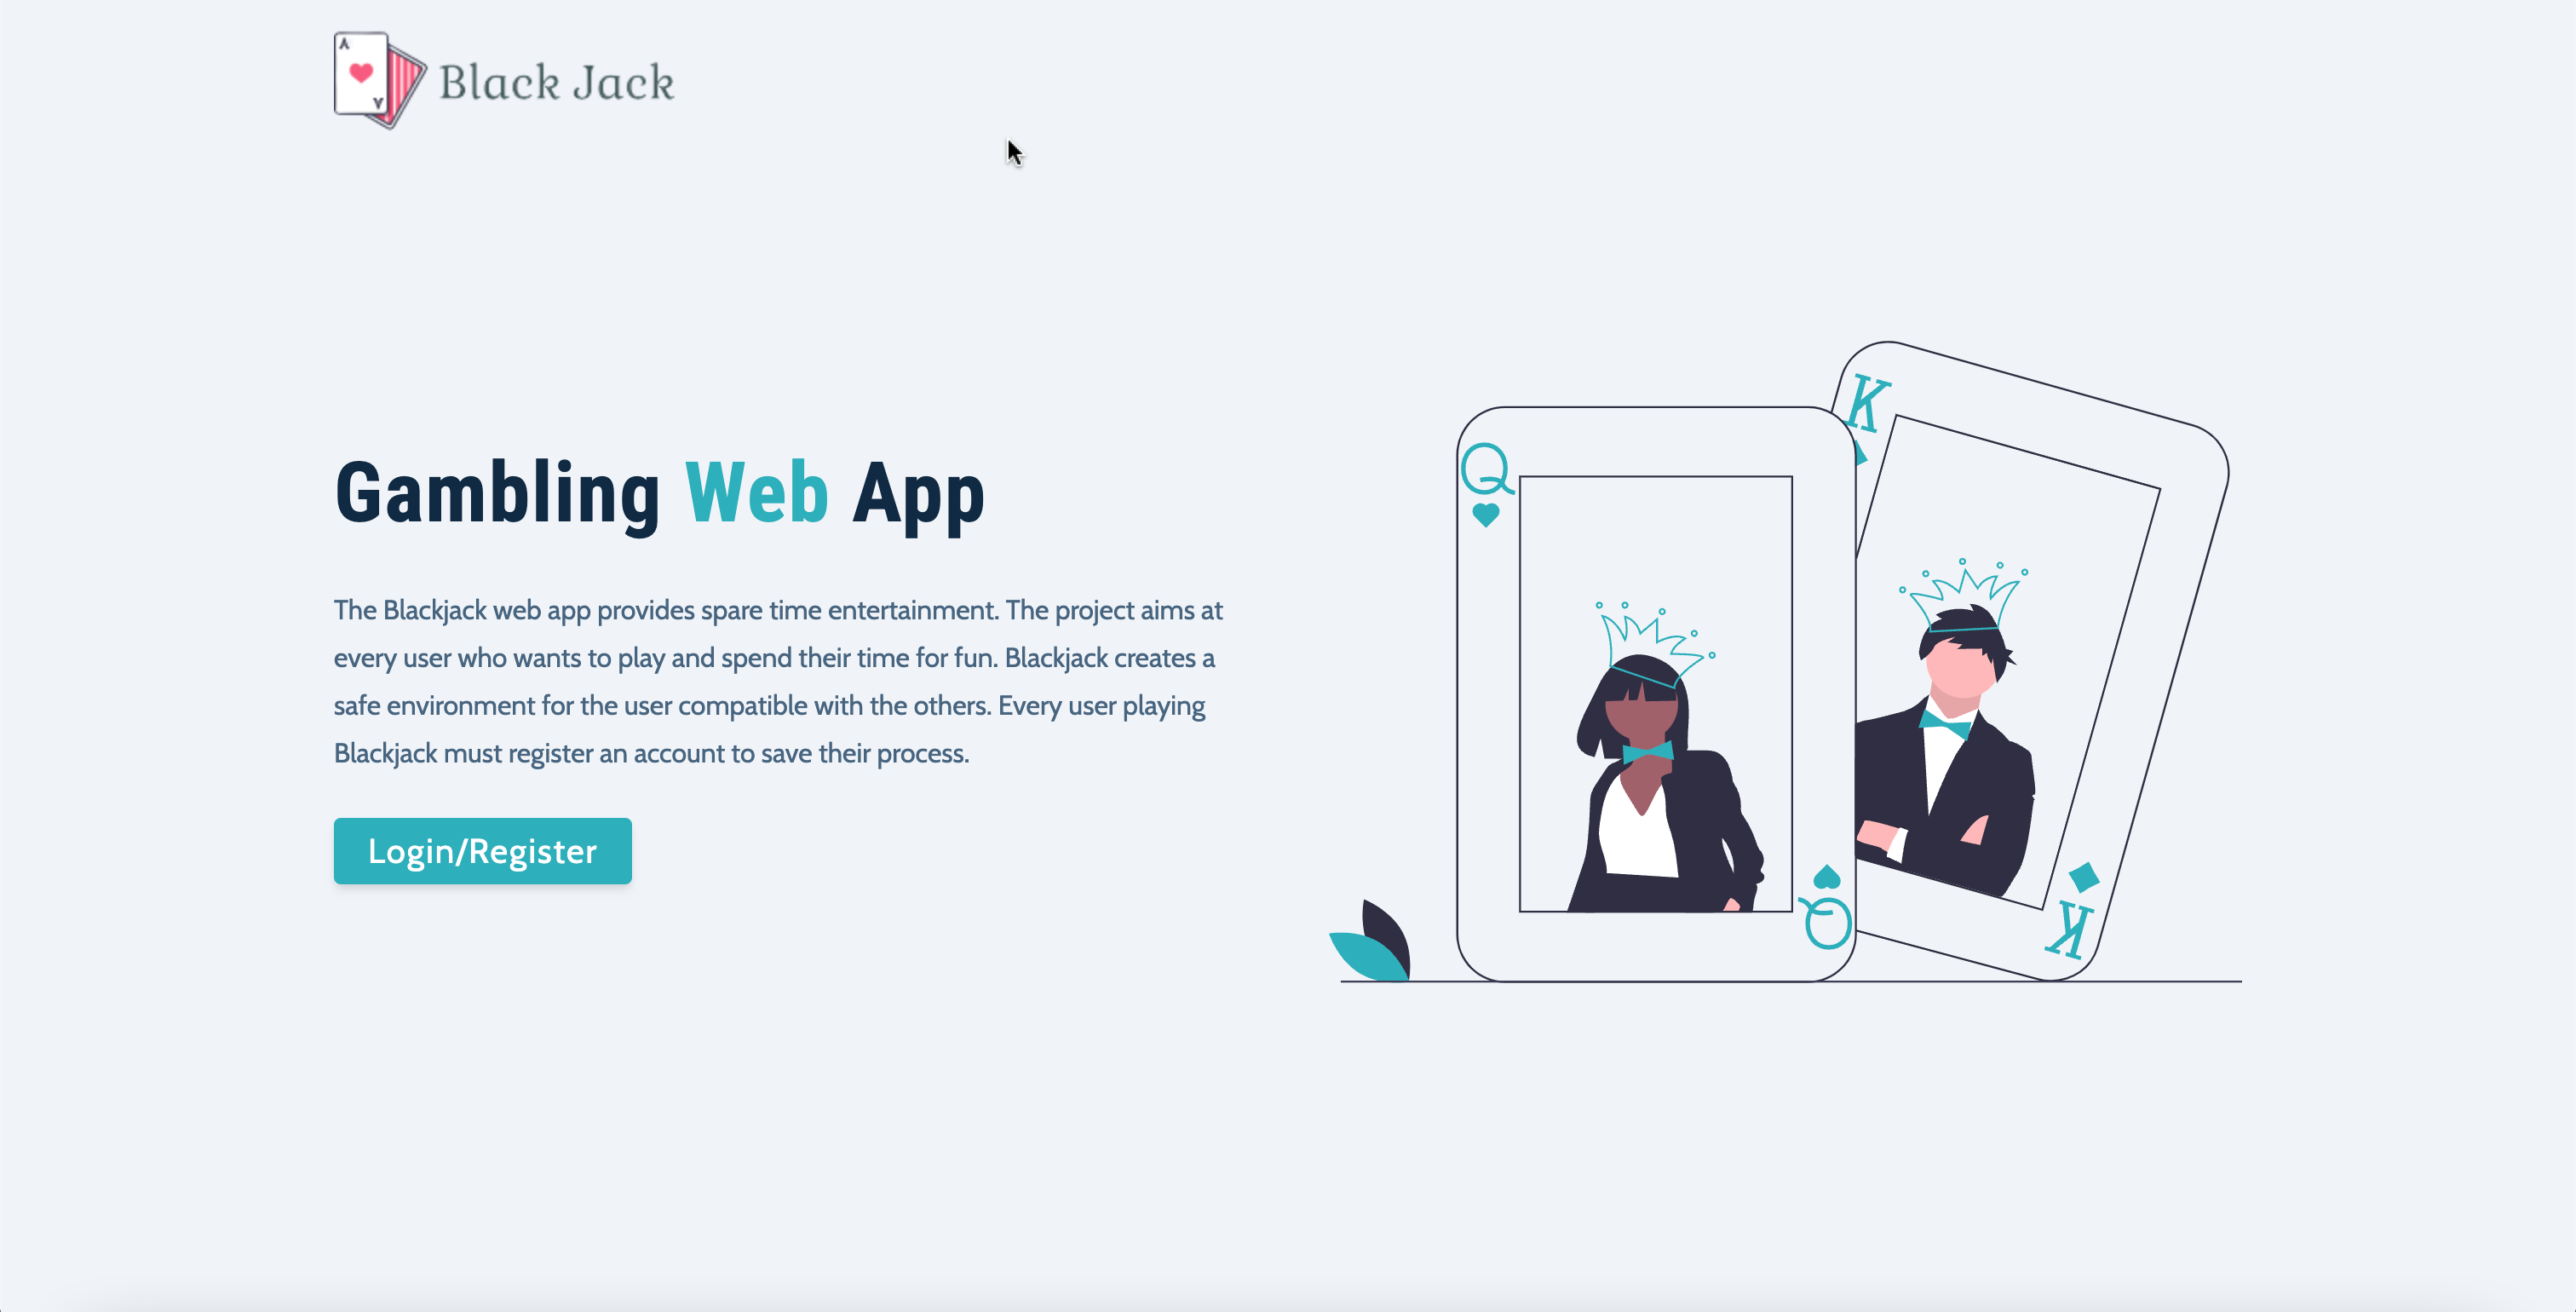 A
A
Black Jack
Gambling Web App
The Blackjack web app provides spare time entertainment. The project aims at
every user who wants to play and spend their time for fun. Blackjack creates a
safe environment for the user compatible with the others. Every user playing
Blackjack must register an account to save their process.
Login/Register
K
Q
Q
K